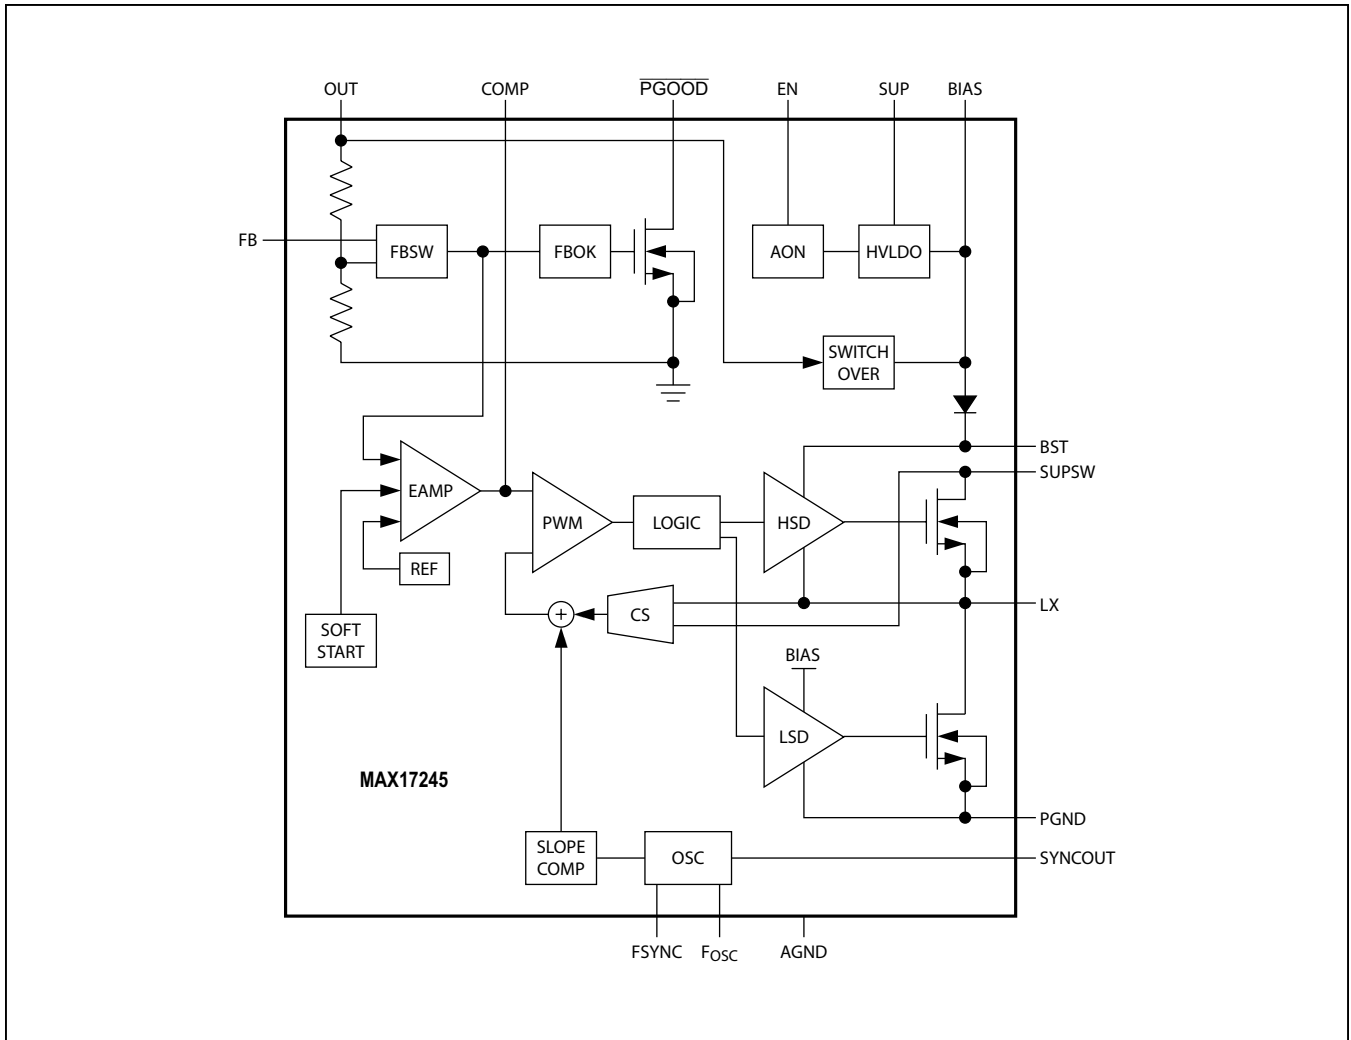 OUT
COMP
PGOOD
EN
SUP
BIAS
FB
FBSW
FBOK
AON
HVLDO
SWITCH
OVER
BST
SUPSW
EAMP
PWM
LOGIC
HSD
REF
CS
LX
SOFT
START
+
BIAS
LSD
MAX17245
PGND
SLOPE
COMP
OSC
SYNCOUT
FSYNC
FOSC
AGND